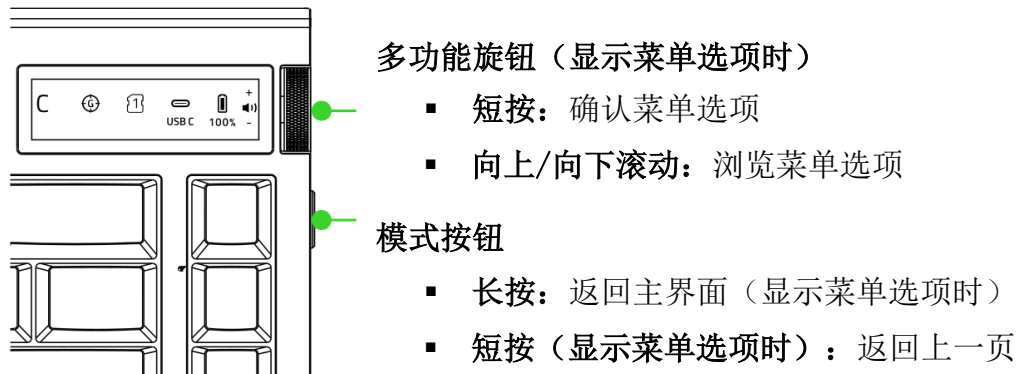 多功能旋钮（显示菜单选项时）
▪ 短按：确认菜单选项
▪ 向上/向下滚动：浏览菜单选项
模式按钮
▪ 长按：返回主界面（显示菜单选项时）
▪ 短按（显示菜单选项时）：返回上一页
C G 1 +
USB C 100% -